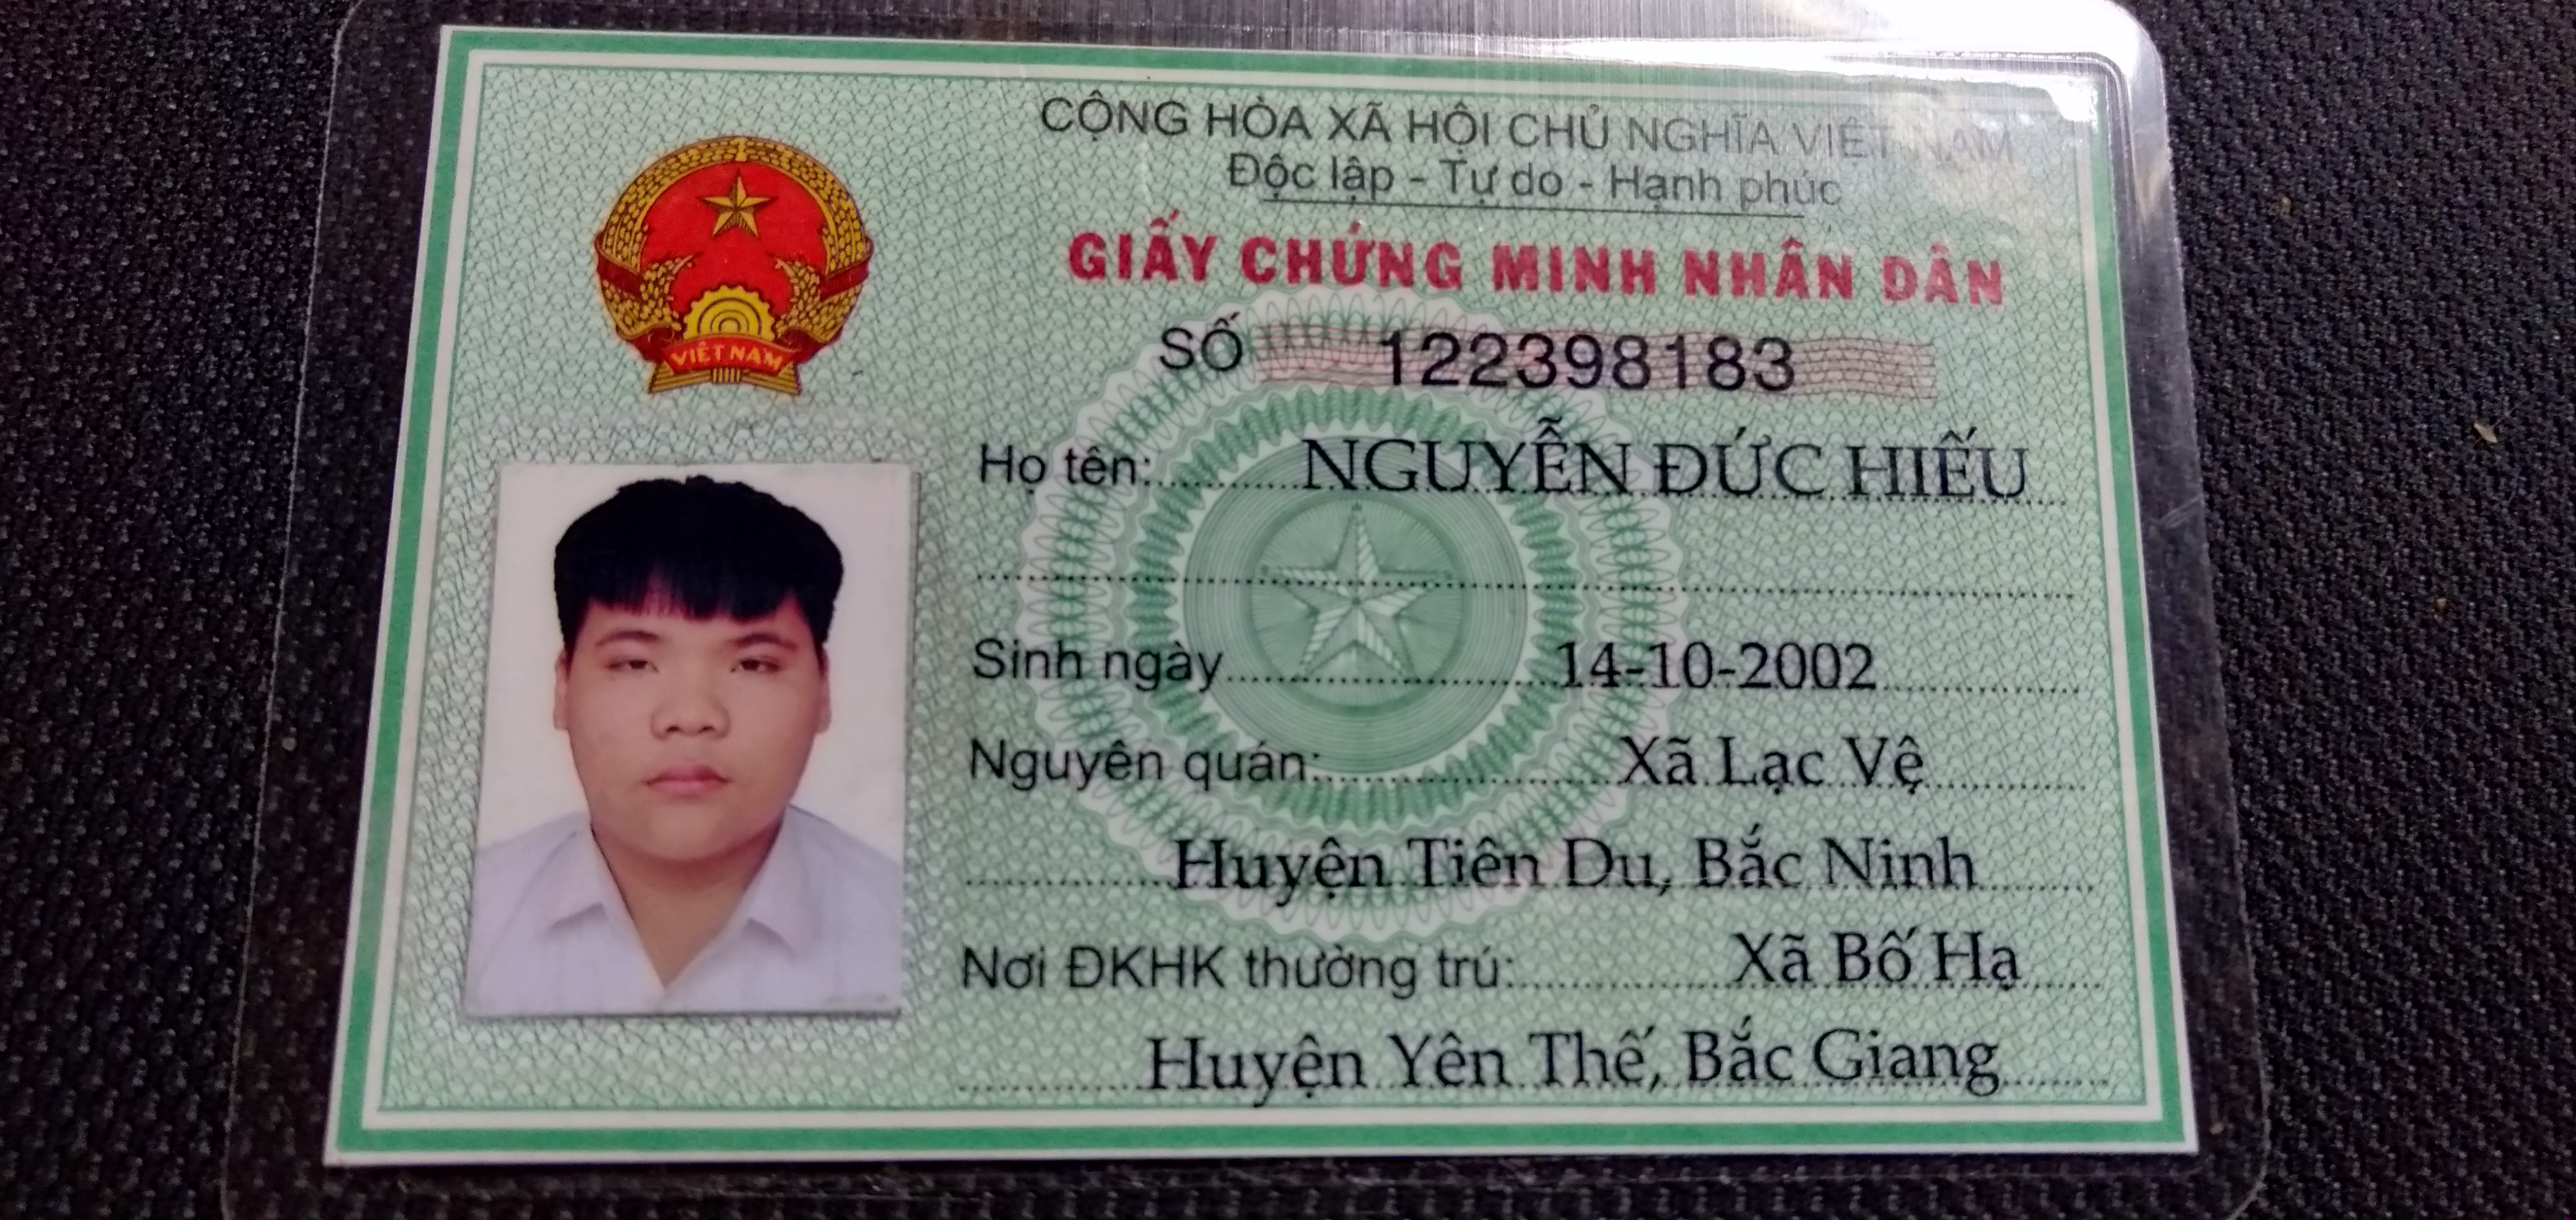 CỘNG HÒA XÃ HỘI CHỦ NGHĨA VIỆT NAM
Độc lập - Tự do - Hạnh phúc
GIẤY CHỨNG MINH NHÂN DÂN
VIỆT NAM
SỐ 122398183
Họ tên: NGUYỄN ĐỨC HIẾU
Sinh ngày 14-10-2002
Nguyên quán: Xã Lạc Vệ
Huyện Tiên Du, Bắc Ninh
Nơi ĐKHK thường trú: Xã Bố Hạ
Huyện Yên Thế, Bắc Giang